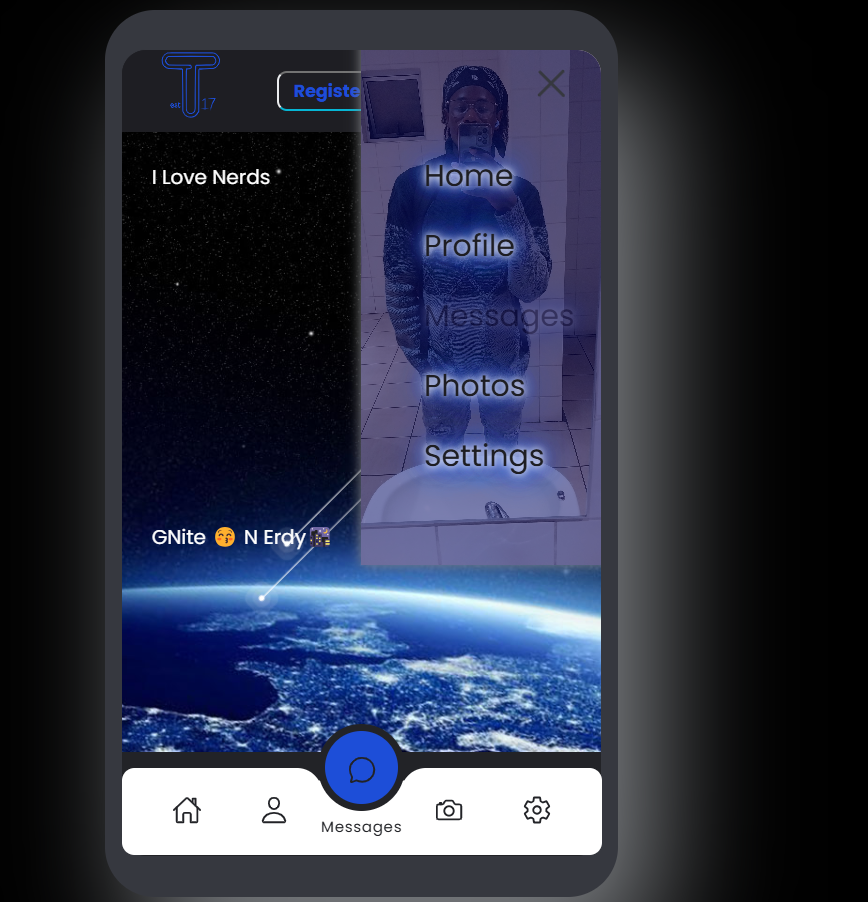 T
est 17
Registe
Home
I Love Nerds
Profile
Messages
Photos
Settings
GNite 😚 N Erdy 🌃
Messages